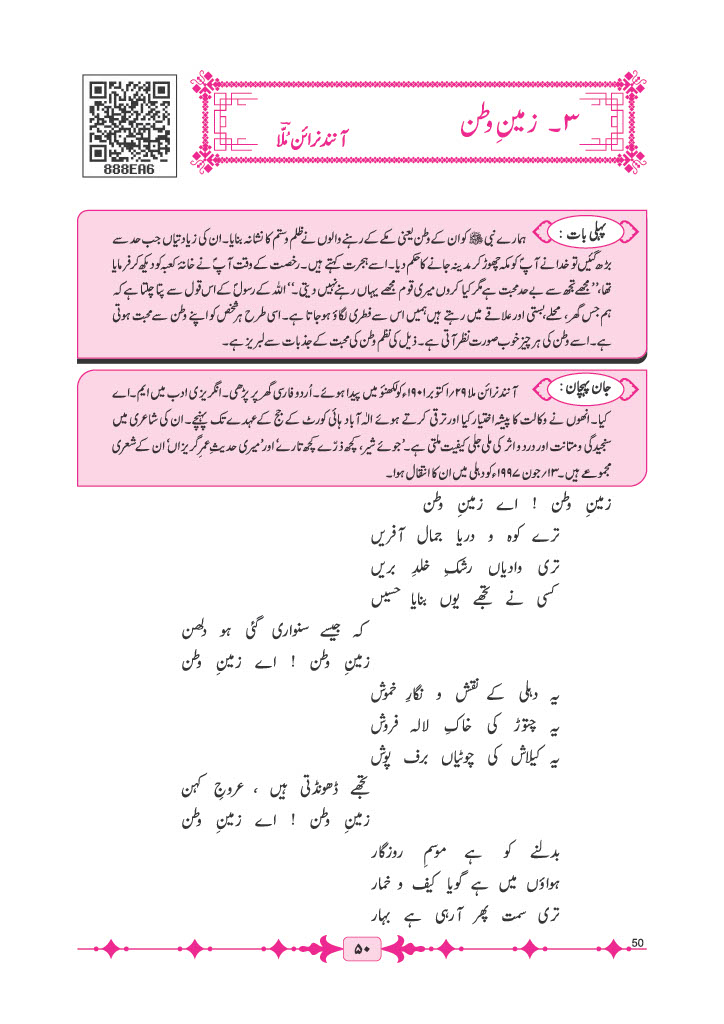 888EA6
۳۔ زمینِ وطن
آنند نرائن مُلّا
پہلی بات : ہمارے نبی ﷺ کو ان کے وطن یعنی مکے کے رہنے والوں نے ظلم و ستم کا نشانہ بنایا۔ ان کی زیادتیاں جب حد سے
بڑھ گئیں تو خدا نے آپؐ کو مکہ چھوڑ کر مدینہ جانے کا حکم دیا۔ اسے ہجرت کہتے ہیں۔ رخصت کے وقت آپؐ نے خانۂ کعبہ کو دیکھ کر فرمایا
تھا، ’’مجھے تجھ سے بے حد محبت ہے مگر کیا کروں میری قوم مجھے یہاں رہنے نہیں دیتی۔‘‘ اللہ کے رسولؐ کے اس قول سے پتا چلتا ہے کہ
ہم جس گھر، محلے، بستی اور علاقے میں رہتے ہیں ہمیں اس سے فطری لگاؤ ہو جاتا ہے۔ اسی طرح ہر شخص کو اپنے وطن سے محبت ہوتی
ہے۔ اسے وطن کی ہر چیز خوب صورت نظر آتی ہے۔ ذیل کی نظم وطن کی محبت کے جذبات سے لبریز ہے۔
جان پہچان : آنند نرائن ملا ۲۹؍ اکتوبر ۱۹۰۱ء کو لکھنؤ میں پیدا ہوئے۔ اُردو فارسی گھر پر پڑھی۔ انگریزی ادب میں ایم۔ اے
کیا۔ انھوں نے وکالت کا پیشہ اختیار کیا اور ترقی کرتے ہوئے الٰہ آباد ہائی کورٹ کے جج کے عہدے تک پہنچے۔ ان کی شاعری میں
سنجیدگی و متانت اور درد و اثر کی ملی جلی کیفیت ملتی ہے۔ ’جوئے شیر، کچھ ذرّے کچھ تارے‘ اور ’میری حدیثِ عمرِ گریزاں‘ ان کے شعری
مجموعے ہیں۔ ۱۳؍ جون ۱۹۹۷ء کو دہلی میں ان کا انتقال ہوا۔
زمینِ وطن ! اے زمینِ وطن
ترے کوہ و دریا جمال آفریں
تری وادیاں رشکِ خلدِ بریں
کسی نے تجھے یوں بنایا حسیں
کہ جیسے سنواری گئی ہو دلھن
زمینِ وطن ! اے زمینِ وطن
یہ دہلی کے نقش و نگارِ خموش
یہ چتوڑ کی خاکِ لالہ فروش
یہ کیلاش کی چوٹیاں برف پوش
تجھے ڈھونڈتی ہیں ، عروجِ کہن
زمینِ وطن ! اے زمینِ وطن
بدلنے کو ہے موسمِ روزگار
ہواؤں میں ہے گویا کیف و خمار
تری سمت پھر آرہی ہے بہار
۵۰
50